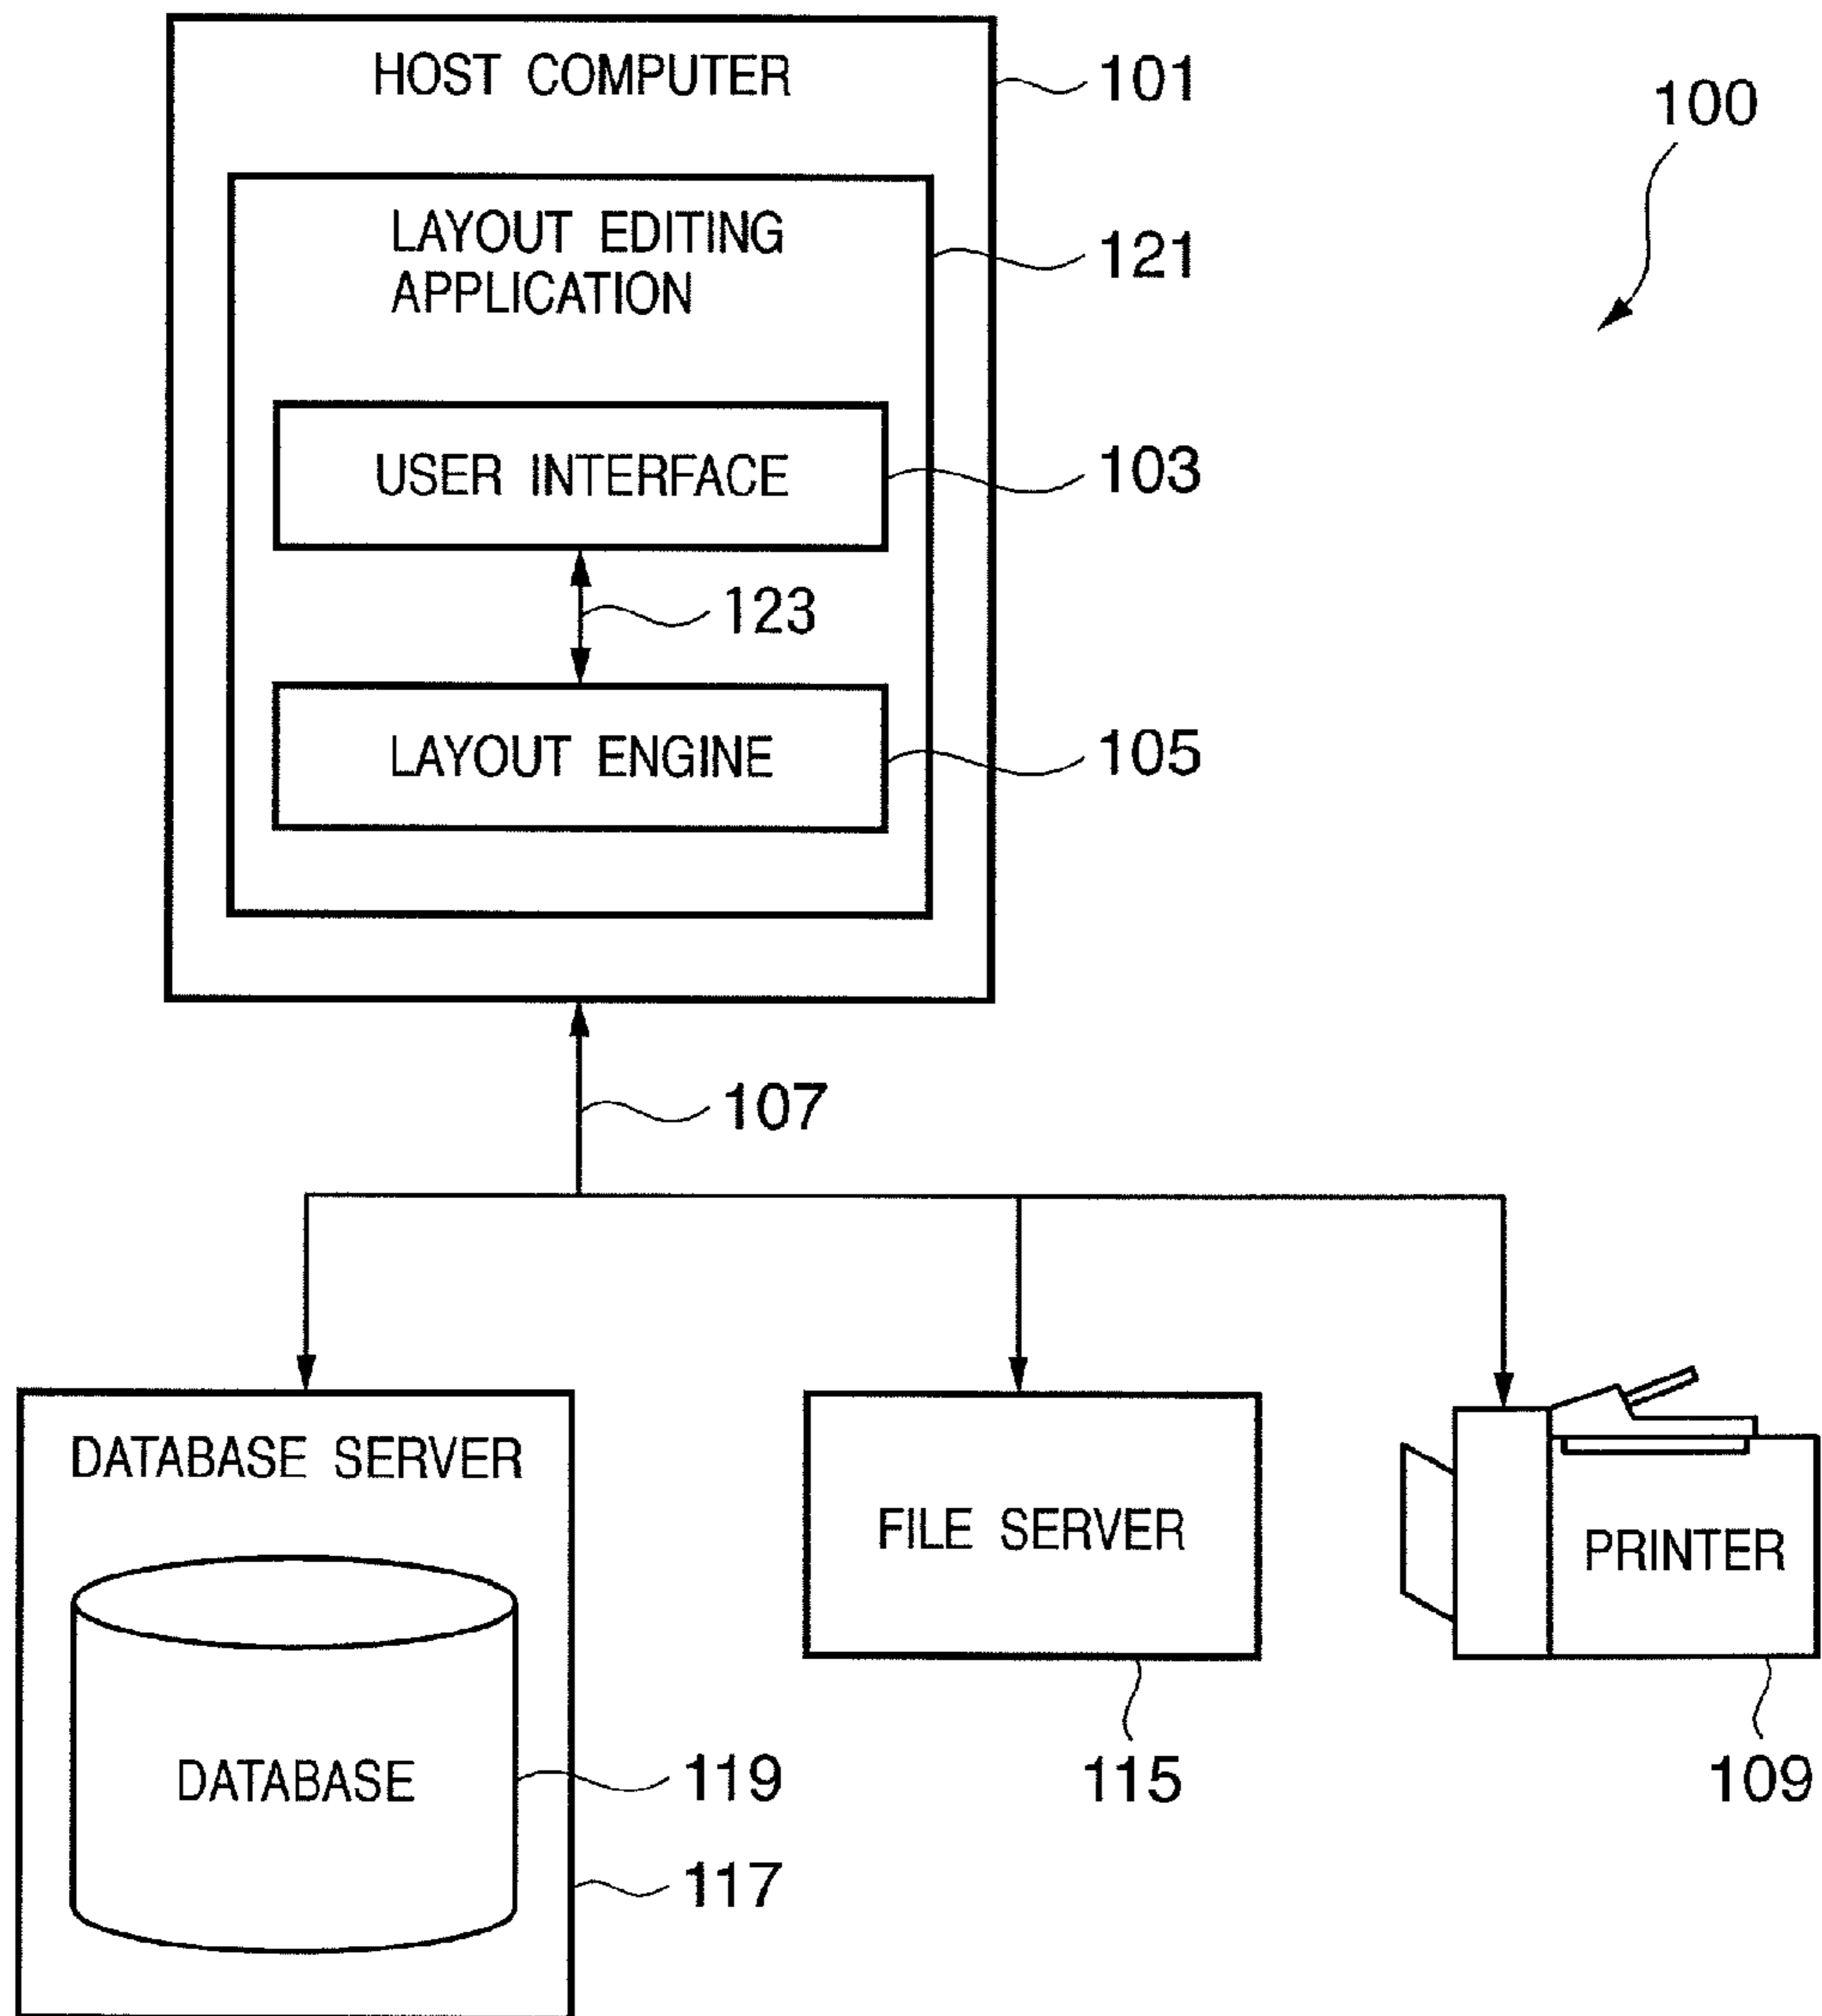 HOST COMPUTER
101
100
LAYOUT EDITING
APPLICATION
121
USER INTERFACE
103
123
LAYOUT ENGINE
105
107
DATABASE SERVER
FILE SERVER
PRINTER
DATABASE
119
115
109
117